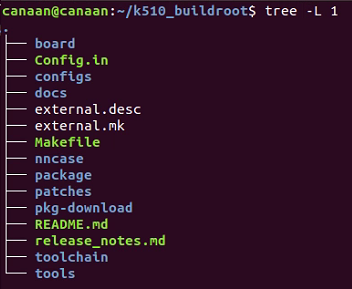 canaan@canaan:~/k510_buildroot$ tree -L 1
.
├── board
├── Config.in
├── configs
├── docs
├── external.desc
├── external.mk
├── Makefile
├── nncase
├── package
├── patches
├── pkg-download
├── README.md
├── release_notes.md
├── toolchain
└── tools